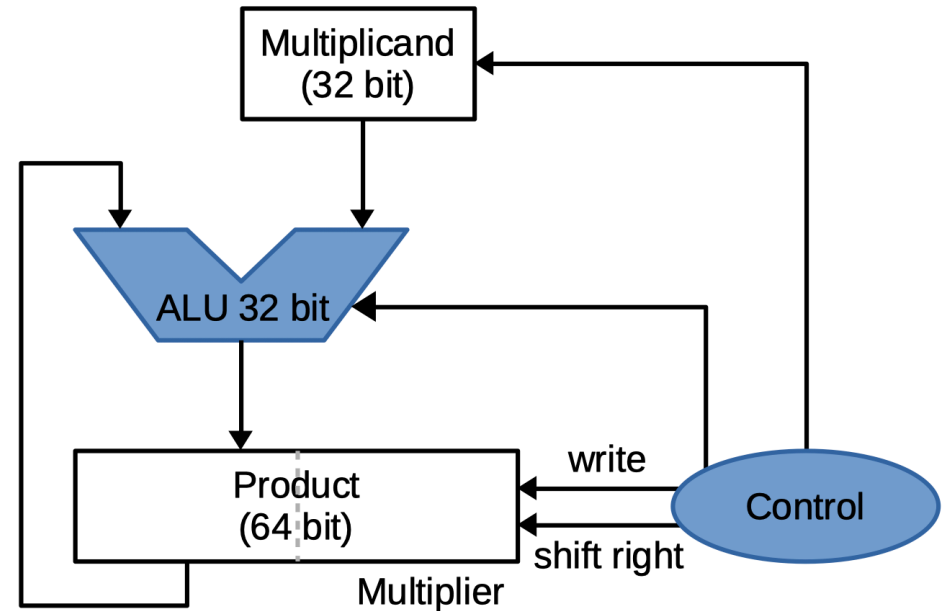 Multiplicand
(32 bit)
ALU 32 bit
write
Product
(64 bit)
Control
shift right
Multiplier